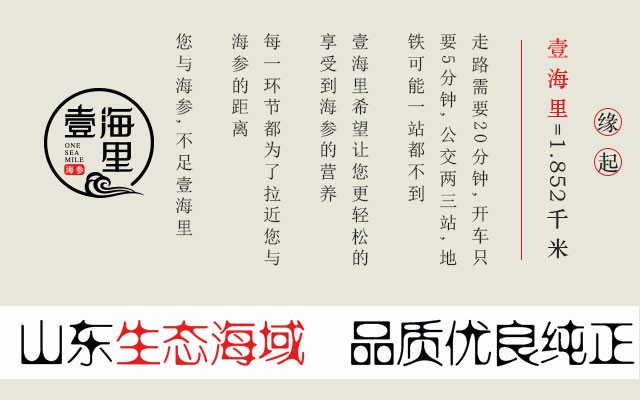 缘起
壹海里=1.852千米
走路需要20分钟,开车只
要5分钟,公交两三站,地
铁可能一站都不到
壹海里希望让您更轻松的
享受到海参的营养
每一环节都为了拉近您与
海参的距离
您与海参,不足壹海里
壹海里
ONE
SEA
MILE
海参
山东生态海域 品质优良纯正